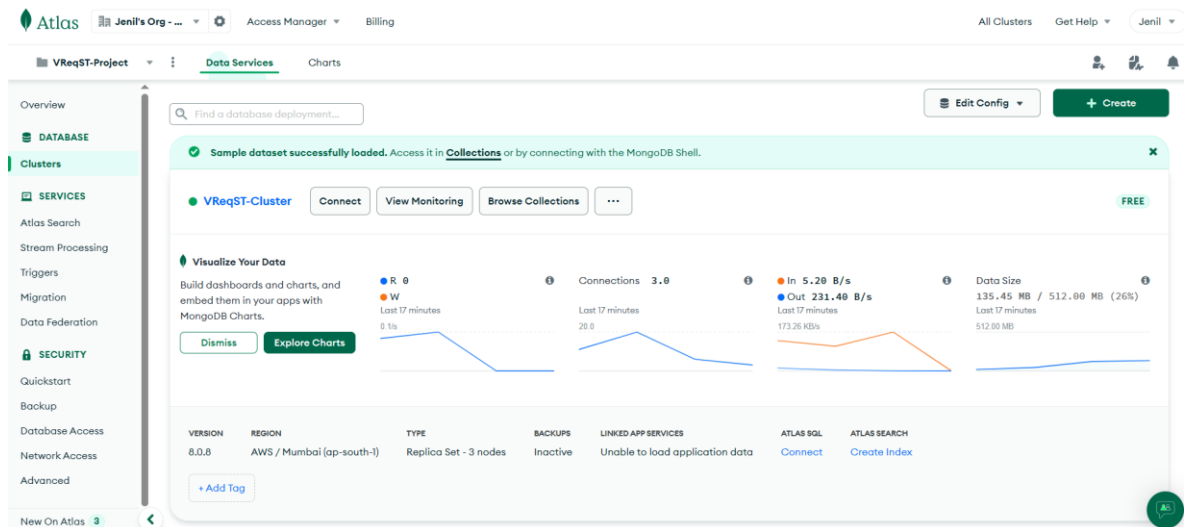 Atlas
Jenil's Org - ...
Access Manager
Billing
All Clusters
Get Help
Jenil
VReqST-Project
Data Services
Charts
Overview
DATABASE
Clusters
SERVICES
Atlas Search
Stream Processing
Triggers
Migration
Data Federation
SECURITY
Quickstart
Backup
Database Access
Network Access
Advanced
New On Atlas 3
Find a database deployment...
Edit Config
+ Create
Sample dataset successfully loaded. Access it in Collections or by connecting with the MongoDB Shell.
VReqST-Cluster
Connect
View Monitoring
Browse Collections
...
FREE
Visualize Your Data
Build dashboards and charts, and
embed them in your apps with
MongoDB Charts.
Dismiss
Explore Charts
R 0
W
Last 17 minutes
0.1/s
Connections 3.0
Last 17 minutes
20.0
In 5.20 B/s
Out 231.40 B/s
Last 17 minutes
173.26 KB/s
Data Size
135.45 MB / 512.00 MB (26%)
Last 17 minutes
512.00 MB
VERSION
8.0.8
REGION
AWS / Mumbai (ap-south-1)
TYPE
Replica Set - 3 nodes
BACKUPS
Inactive
LINKED APP SERVICES
Unable to load application data
ATLAS SQL
Connect
ATLAS SEARCH
Create Index
+ Add Tag